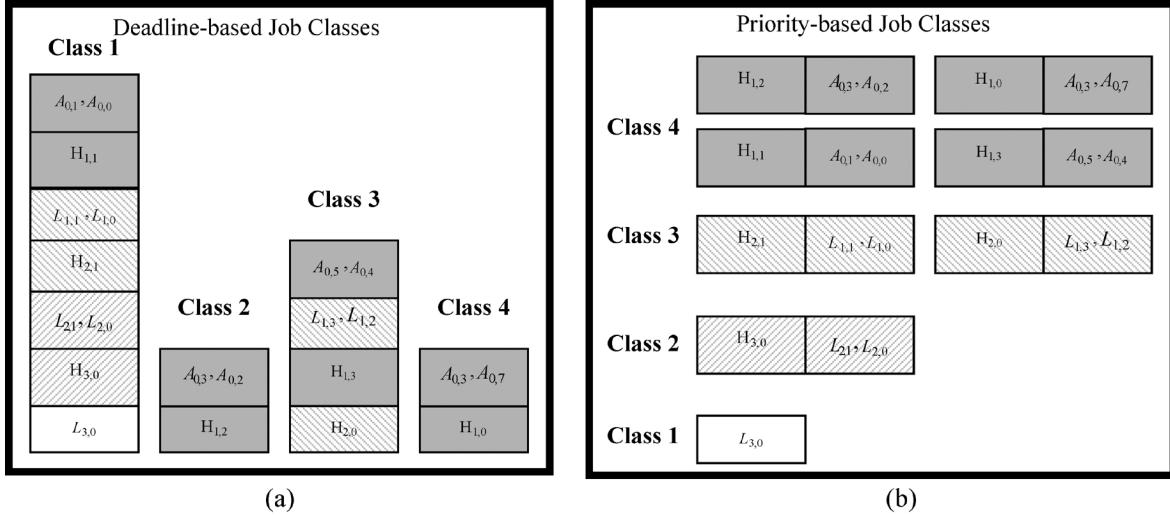 Deadline-based Job Classes
Class 1
A0,1, A0,0
H1,1
L1,1, L1,0
H2,1
L21, L2,0
H3,0
L3,0
Class 2
A0,3, A0,2
H1,2
Class 3
A0,5, A0,4
L1,3, L1,2
H1,3
H2,0
Class 4
A0,3, A0,7
H1,0
(a)
Priority-based Job Classes
Class 4
H1,2 A0,3, A0,2 H1,0 A0,3, A0,7
H1,1 A0,1, A0,0 H1,3 A0,5, A0,4
Class 3
H2,1 L1,1, L1,0 H2,0 L1,3, L1,2
Class 2
H3,0 L21, L2,0
Class 1
L3,0
(b)